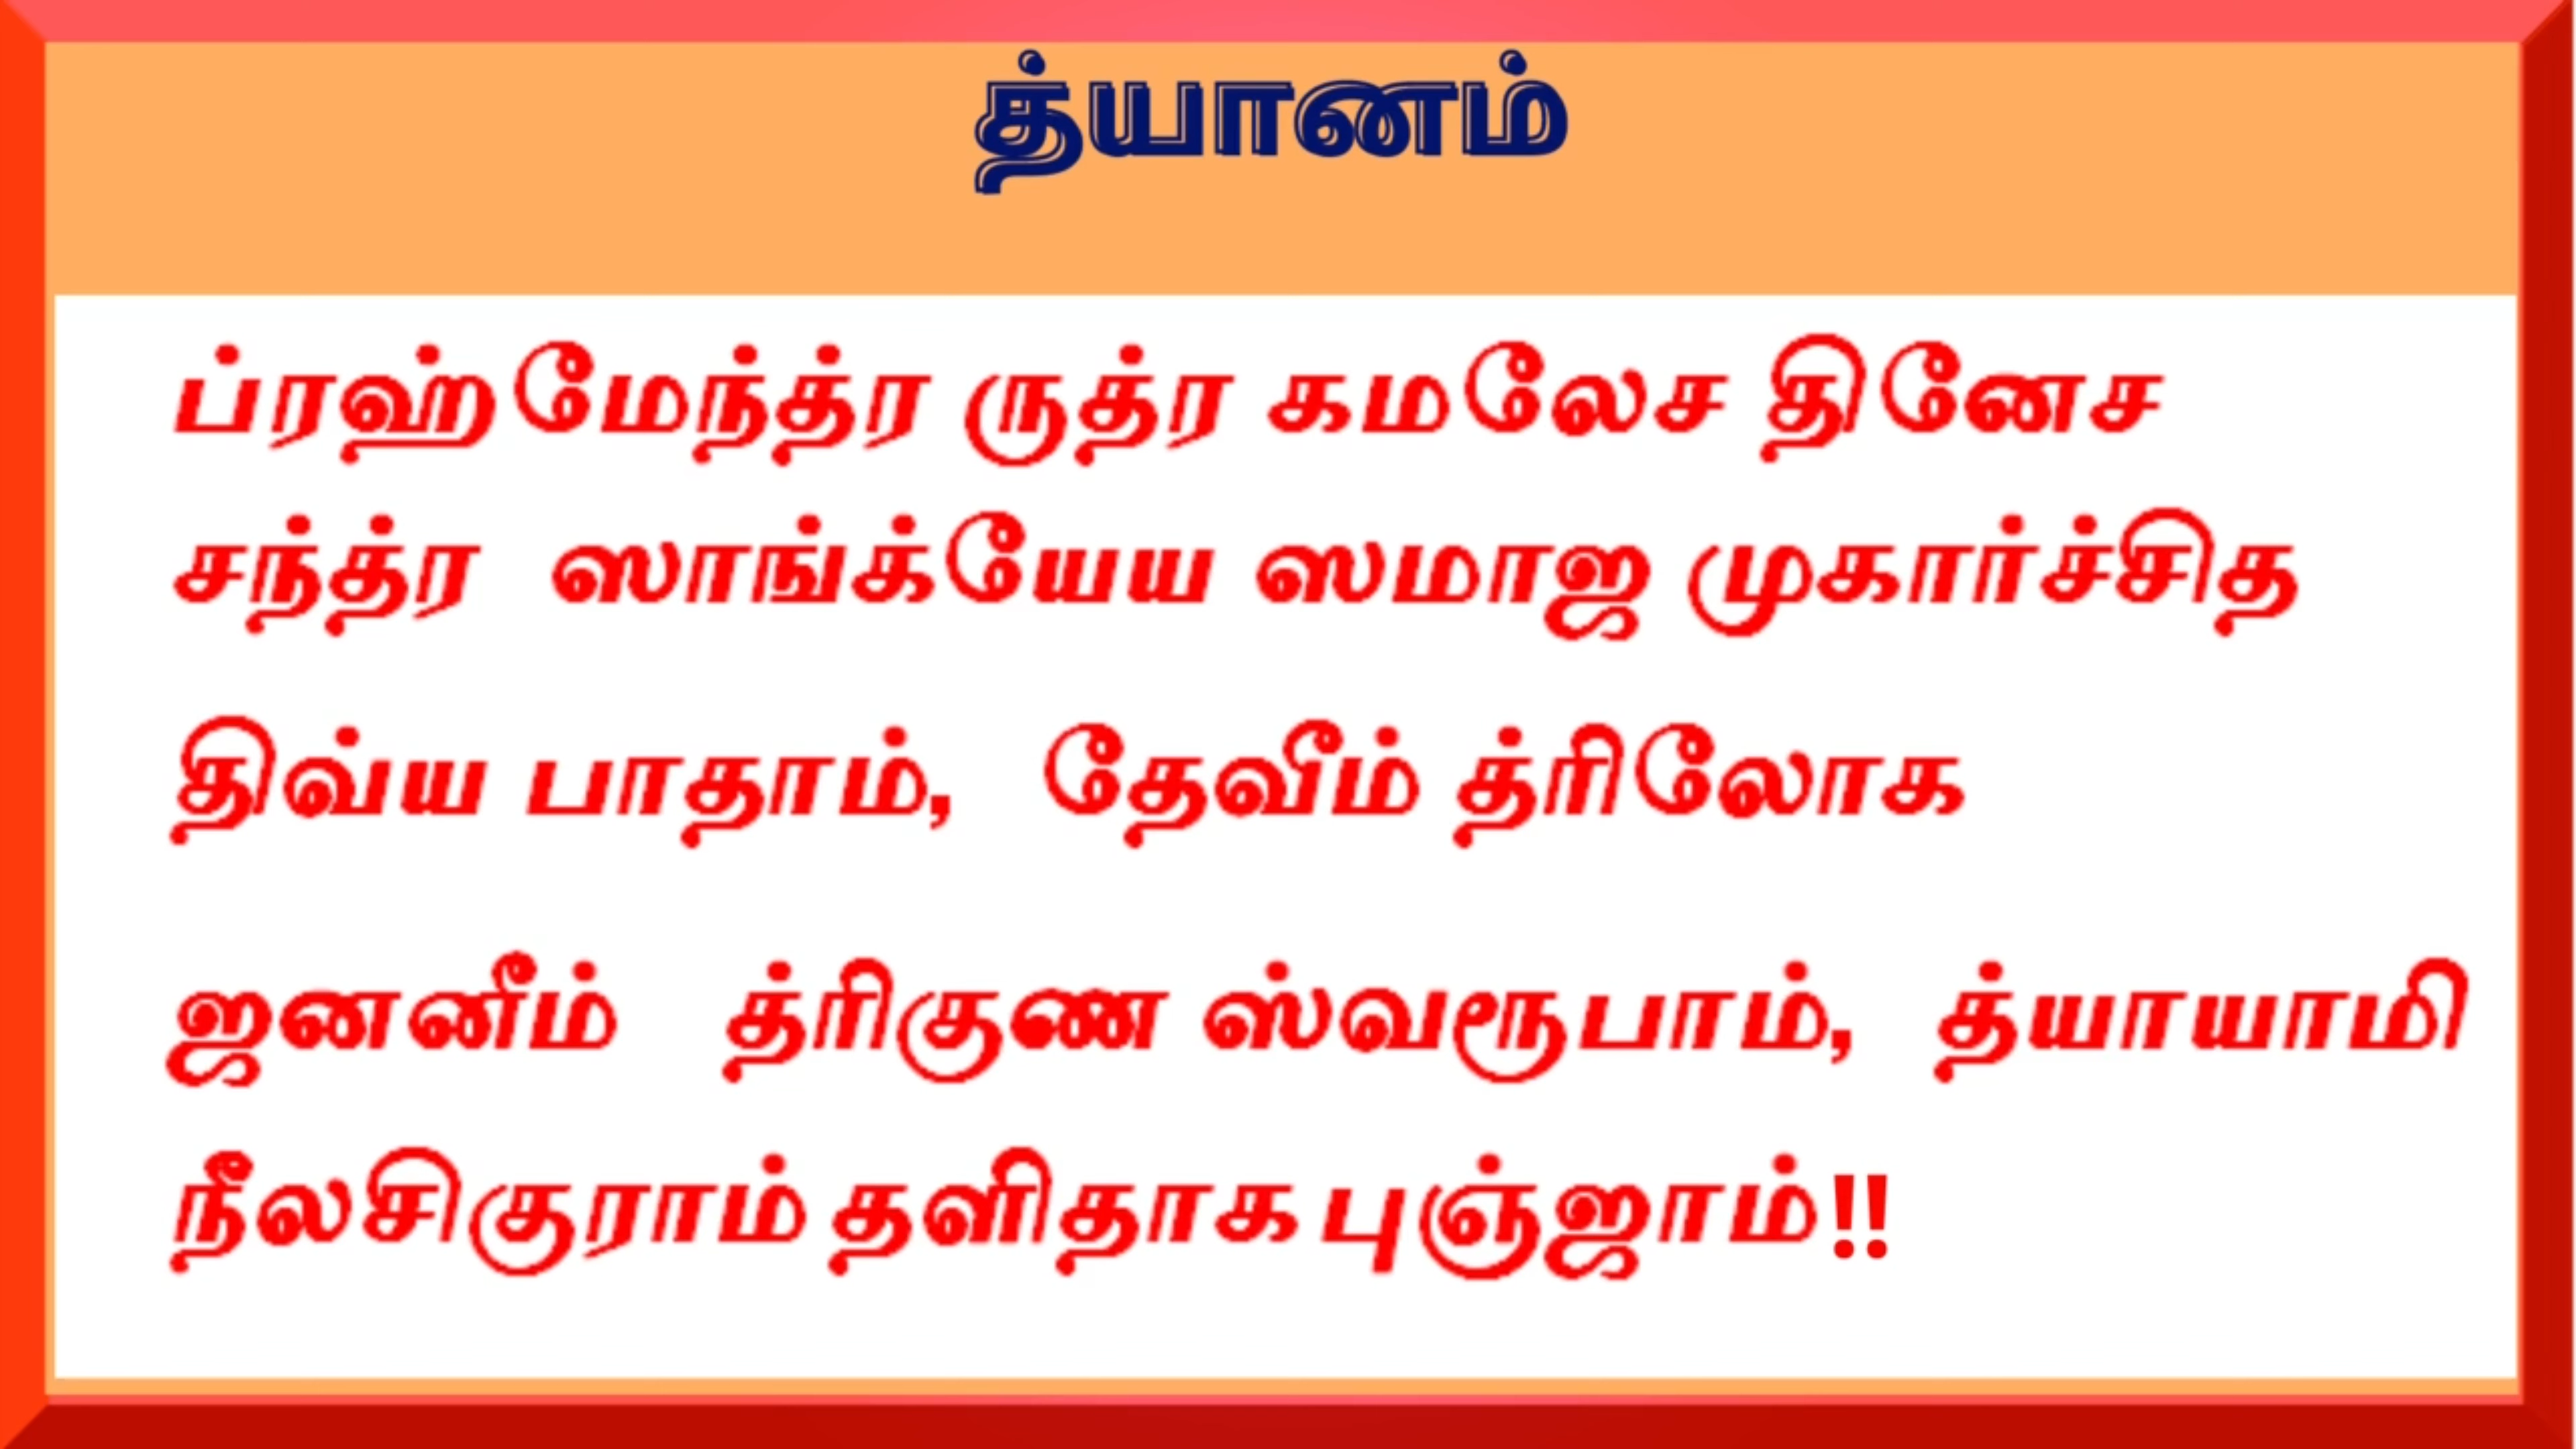 த்யானம்
ப்ரஹ்மேந்த்ர ருத்ர கமலேச தினேச
சந்த்ர ஸாங்க்யேய ஸமாஜ முகார்ச்சித
திவ்ய பாதாம், தேவீம் த்ரிலோக
ஜனனீம் த்ரிகுண ஸ்வரூபாம், த்யாயாமி
நீலசிகுராம் தளிதாக புஞ்ஜாம்!!